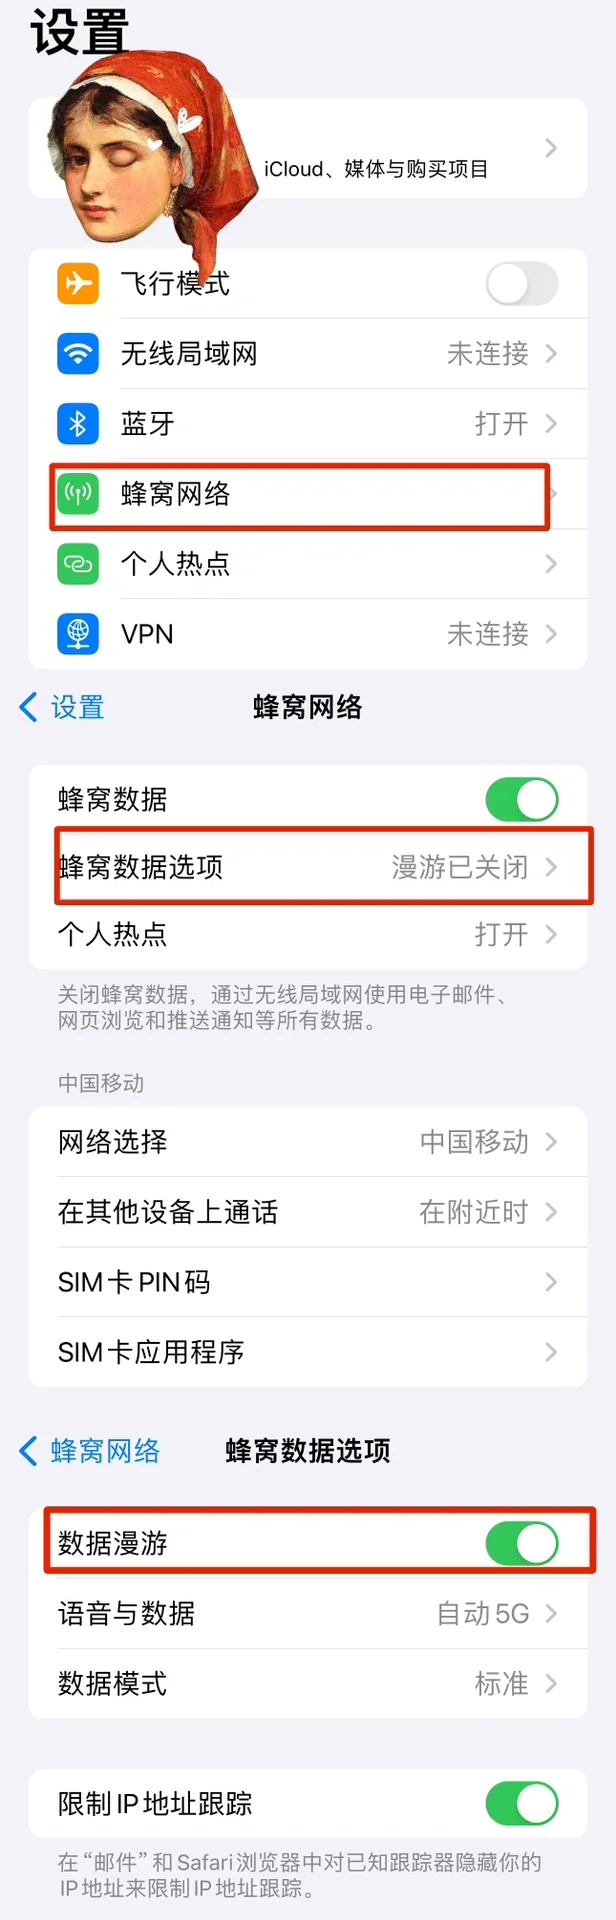 设置
iCloud、媒体与购买项目
飞行模式
无线局域网 未连接
蓝牙 打开
蜂窝网络
个人热点
VPN 未连接
设置 蜂窝网络
蜂窝数据
蜂窝数据选项 漫游已关闭
个人热点 打开
关闭蜂窝数据，通过无线局域网使用电子邮件、
网页浏览和推送通知等所有数据。
中国移动
网络选择 中国移动
在其他设备上通话 在附近时
SIM卡PIN码
SIM卡应用程序
蜂窝网络 蜂窝数据选项
数据漫游
语音与数据 自动5G
数据模式 标准
限制IP地址跟踪
在“邮件”和Safari浏览器中对已知跟踪器隐藏你的
IP地址来限制IP地址跟踪。